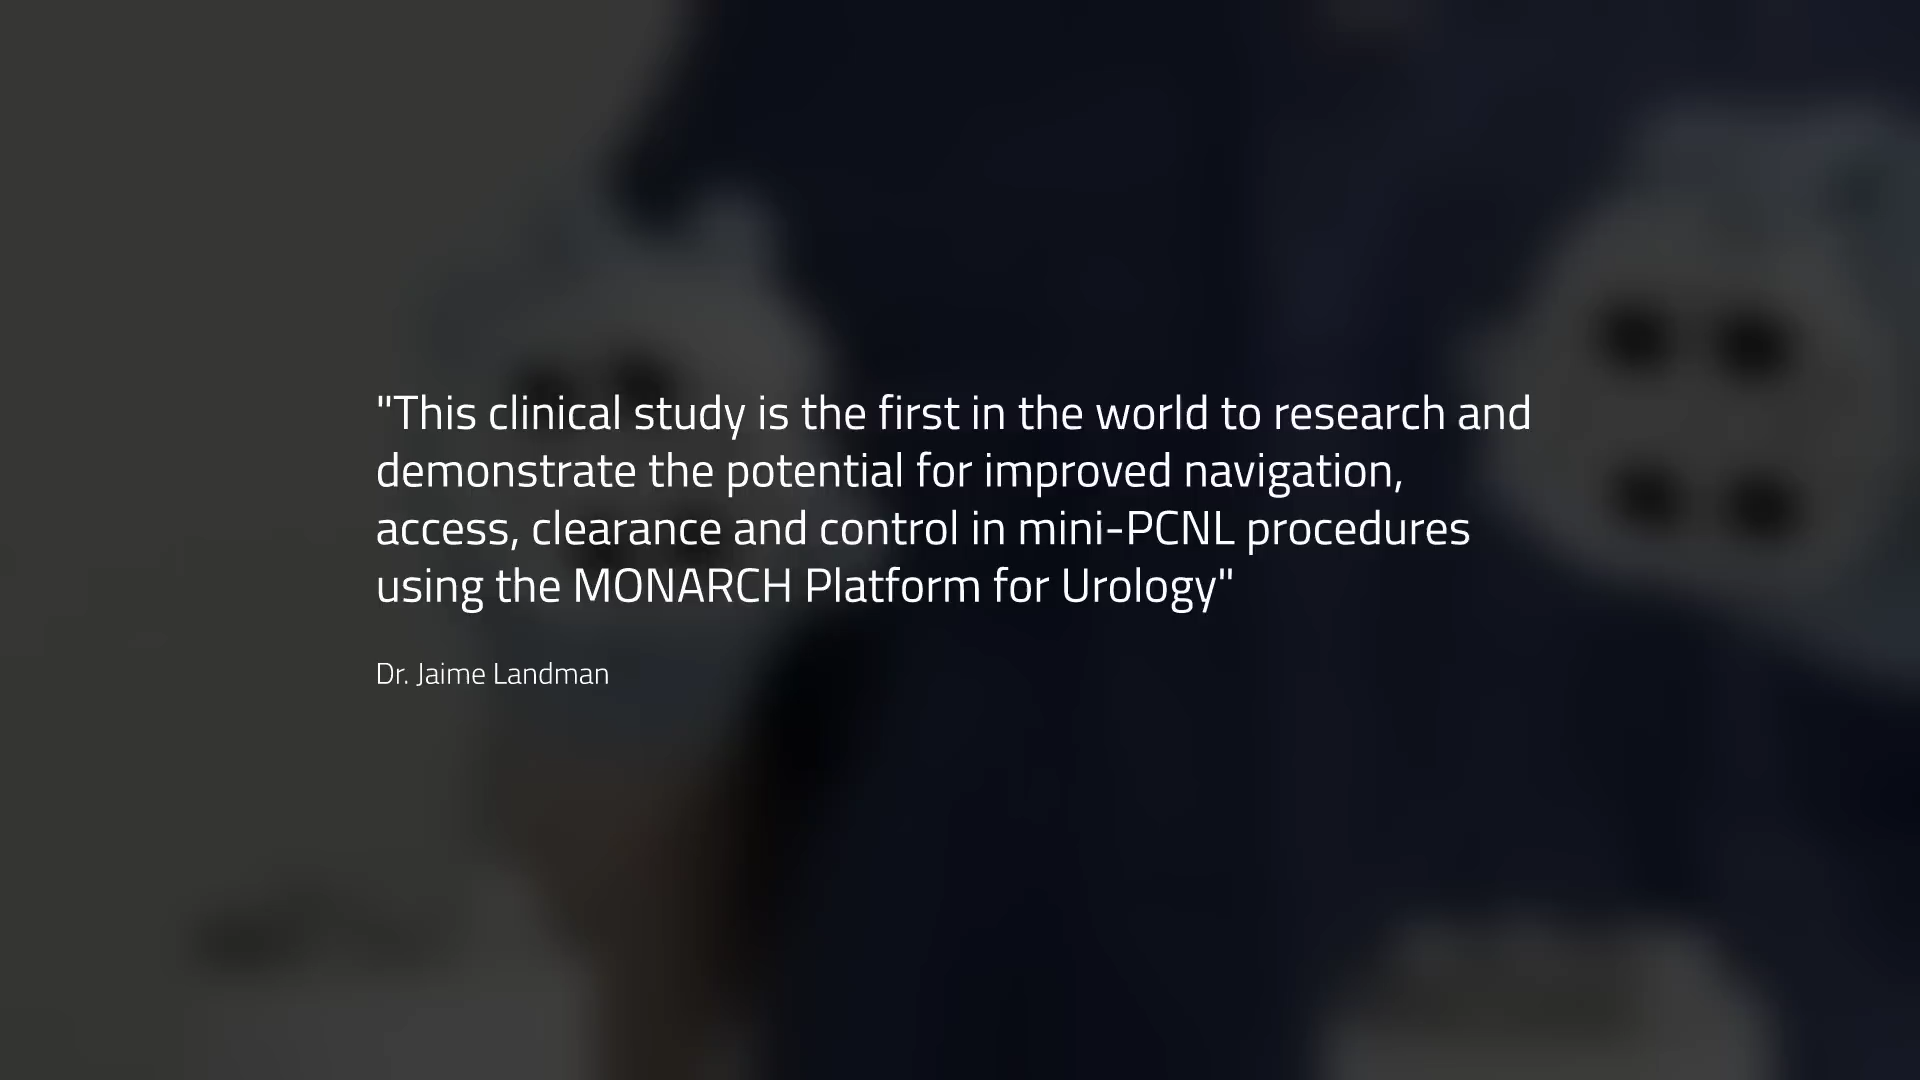 "This clinical study is the first in the world to research and
demonstrate the potential for improved navigation,
access, clearance and control in mini-PCNL procedures
using the MONARCH Platform for Urology"
Dr. Jaime Landman